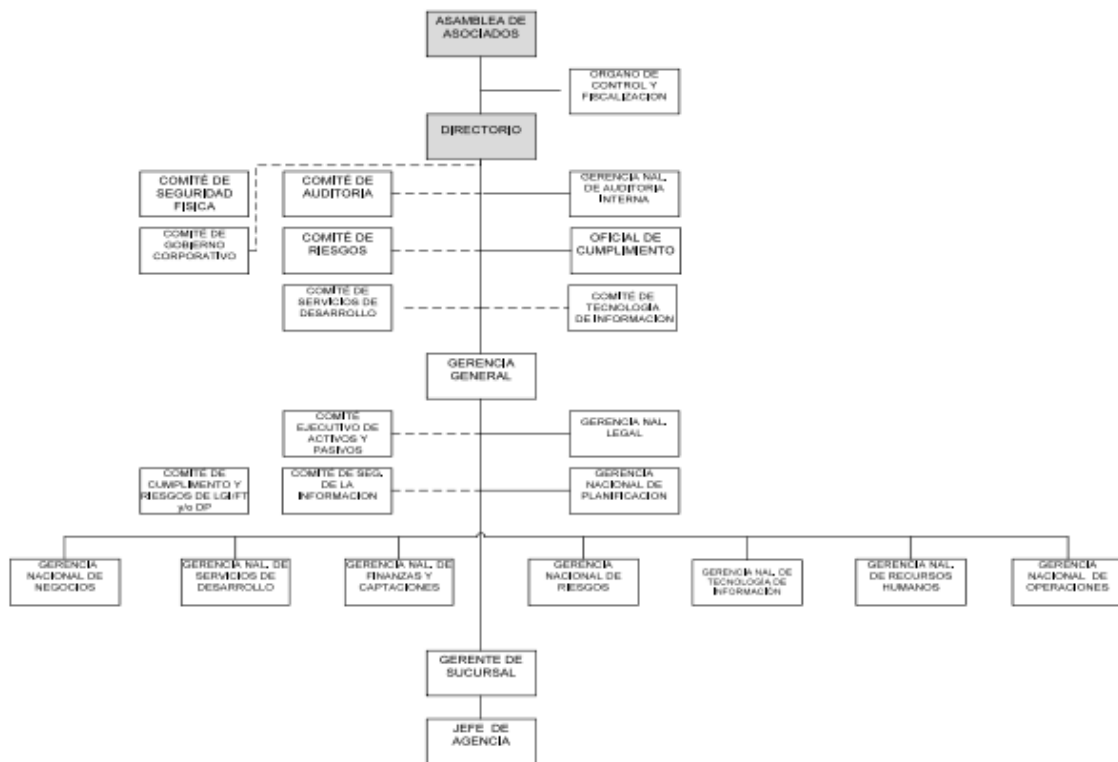 ASAMBLEA DE
ASOCIADOS
ORGANO DE
CONTROL Y
FISCALIZACION
DIRECTORIO
COMITÉ DE
SEGURIDAD
FISICA
COMITÉ DE
AUDITORIA
GERENCIA NAL.
DE AUDITORIA
INTERNA
COMITÉ DE
GOBIERNO
CORPORATIVO
COMITÉ DE
RIESGOS
OFICIAL DE
CUMPLIMIENTO
COMITÉ DE
SERVICIOS DE
DESARROLLO
COMITÉ DE
TECNOLOGÍA
DE INFORMACION
GERENCIA
GENERAL
COMITÉ
EJECUTIVO DE
ACTIVOS Y
PASIVOS
GERENCIA NAL.
LEGAL
COMITÉ DE
CUMPLIMENTO Y
RIESGOS DE LGI/FT
y/o DP
COMITÉ DE SEG.
DE LA
INFORMACION
GERENCIA
NACIONAL DE
PLANIFICACION
GERENCIA
NACIONAL DE
NEGOCIOS
GERENCIA NAL. DE
SERVICIOS DE
DESARROLLO
GERENCIA NAL. DE
FINANZAS Y
CAPTACIONES
GERENCIA
NACIONAL DE
RIESGOS
GERENCIA NAL. DE
TECNOLOGÍA DE
INFORMACIÓN
GERENCIA NAL.
DE RECURSOS
HUMANOS
GERENCIA
NACIONAL DE
OPERACIONES
GERENTE DE
SUCURSAL
JEFE DE
AGENCIA